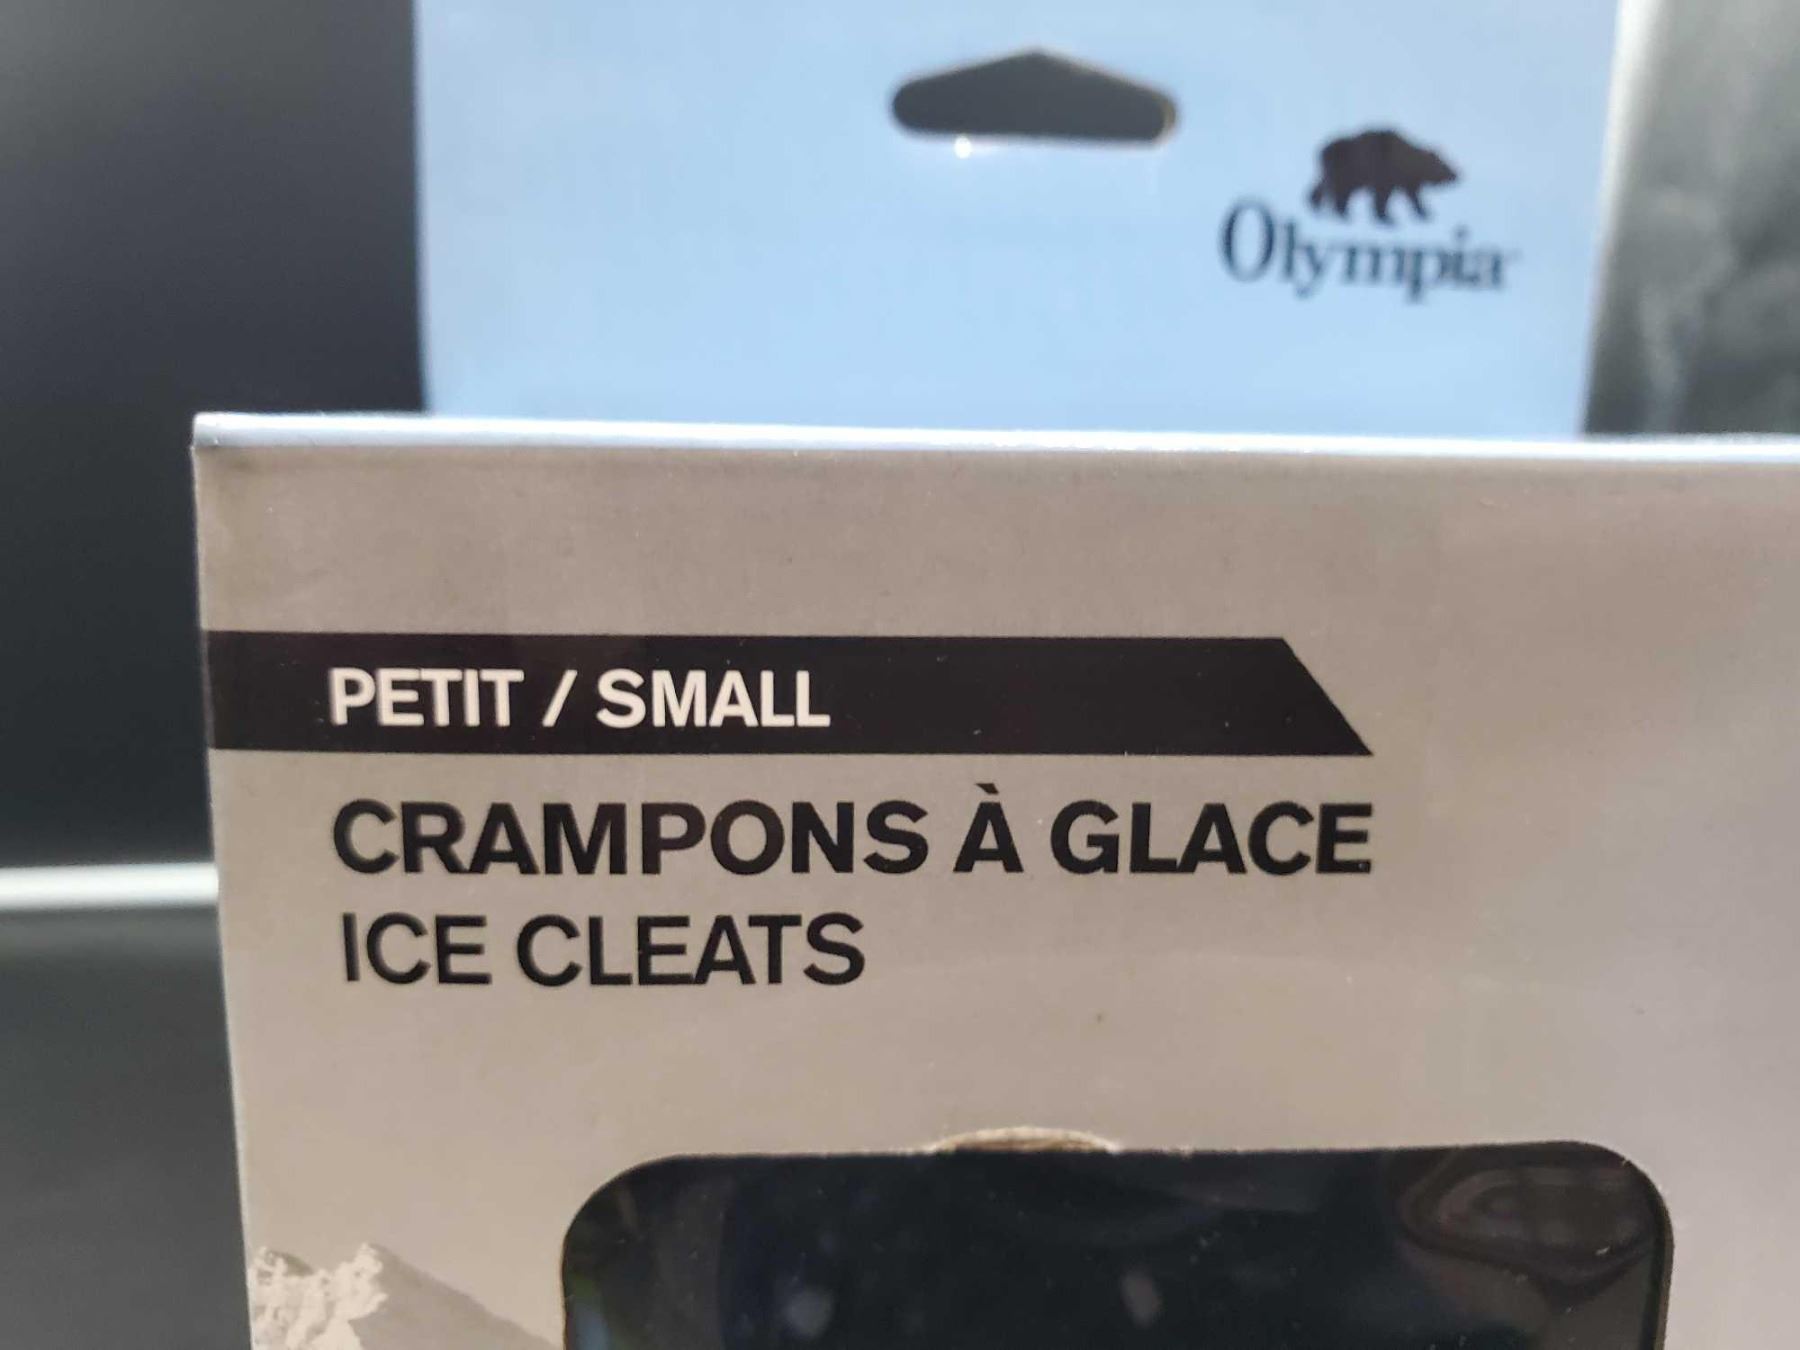 Olympia
PETIT / SMALL
CRAMPONS À GLACE
ICE CLEATS